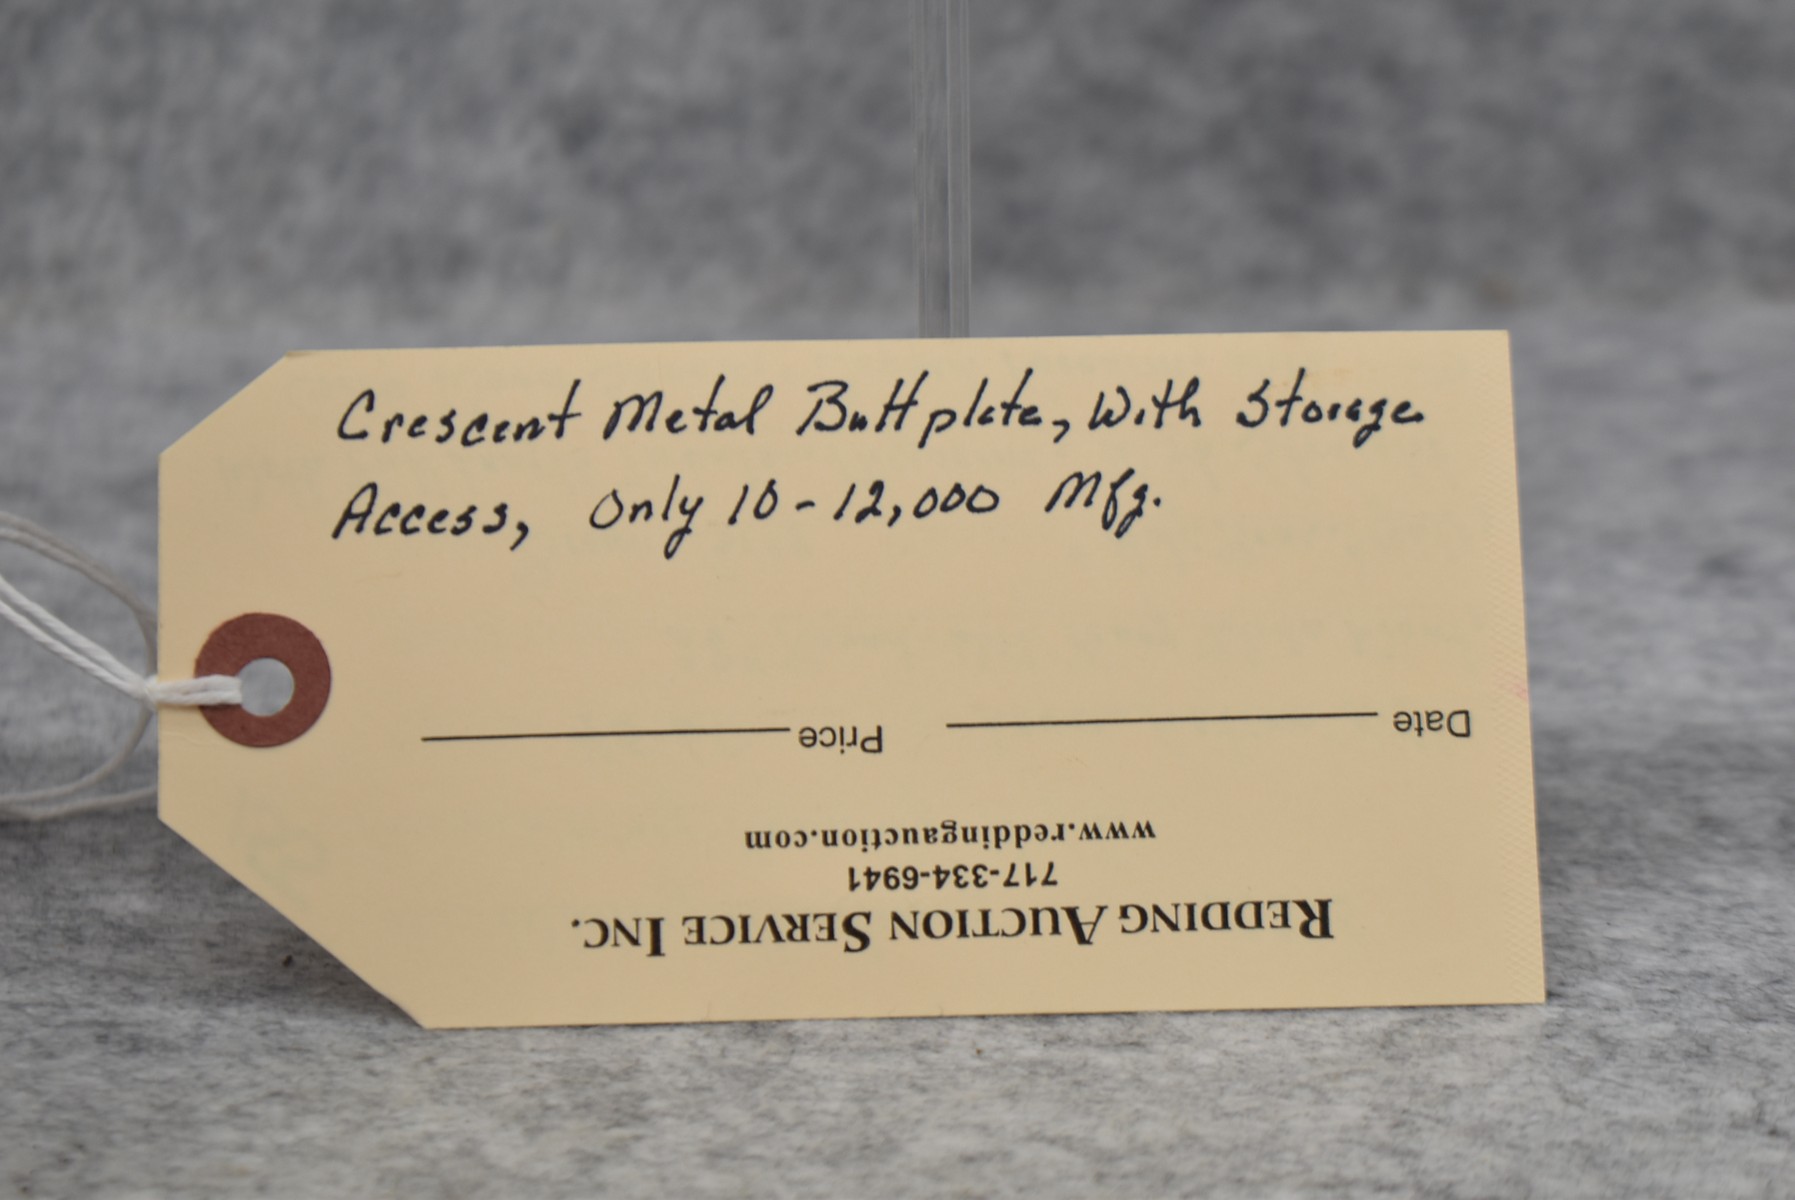 Crescent Metal Buttplate, With Storage
Access, Only 10-12,000 Mfg.
Redding Auction Service Inc.
717-334-6941
www.reddingauction.com
Date Price